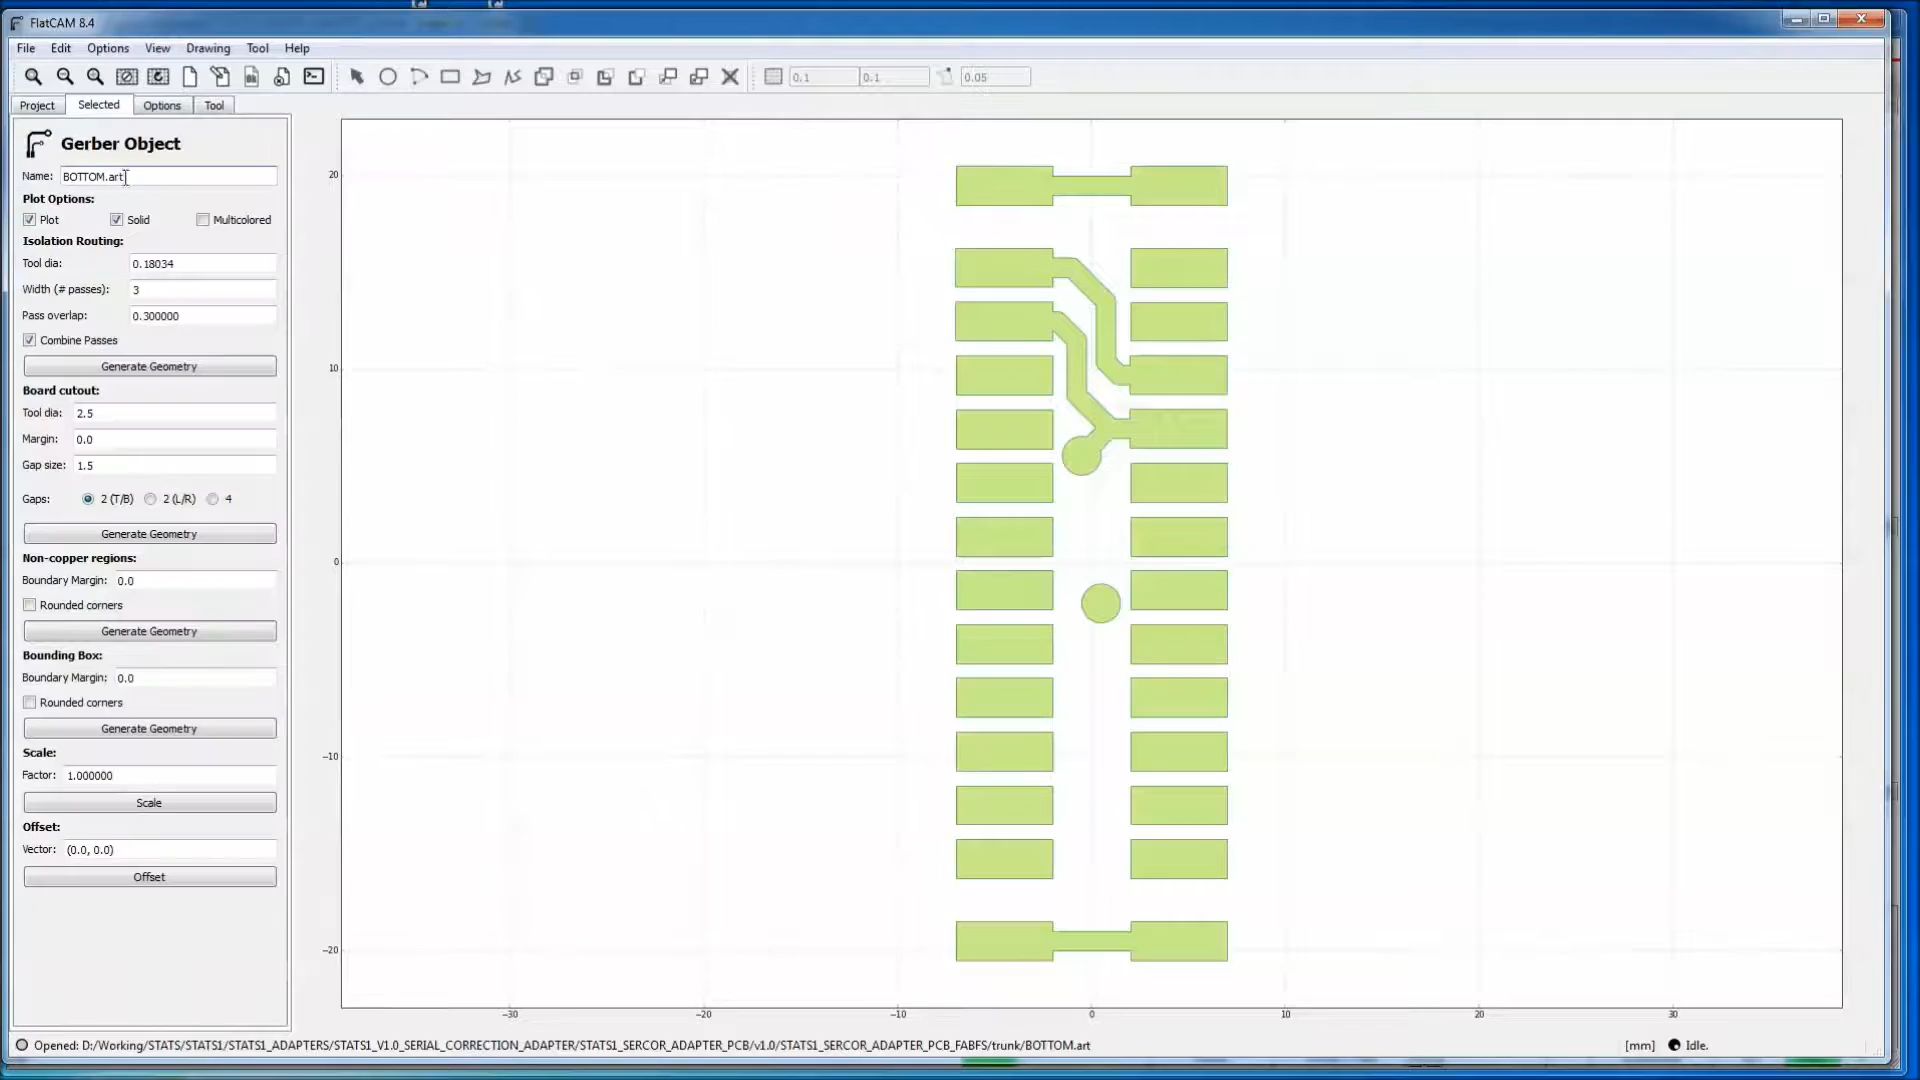 FlatCAM 8.4
File Edit Options View Drawing Tool Help
0.1 0.1 0.05
Project Selected Options Tool
Gerber Object
Name: BOTTOM.art
Plot Options:
Plot Solid Multicolored
Isolation Routing:
Tool dia: 0.18034
Width (# passes): 3
Pass overlap: 0.300000
Combine Passes
Generate Geometry
Board cutout:
Tool dia: 2.5
Margin: 0.0
Gap size: 1.5
Gaps: 2 (T/B) 2 (L/R) 4
Generate Geometry
Non-copper regions:
Boundary Margin: 0.0
Rounded corners
Generate Geometry
Bounding Box:
Boundary Margin: 0.0
Rounded corners
Generate Geometry
Scale:
Factor: 1.000000
Scale
Offset:
Vector: (0.0, 0.0)
Offset
20
10
0
−10
−20
−30 −20 −10 0 10 20 30
Opened: D:/Working/STATS/STATS1/STATS1_ADAPTERS/STATS1_V1.0_SERIAL_CORRECTION_ADAPTER/STATS1_SERCOR_ADAPTER_PCB/v1.0/STATS1_SERCOR_ADAPTER_PCB_FABFS/trunk/BOTTOM.art [mm] Idle.